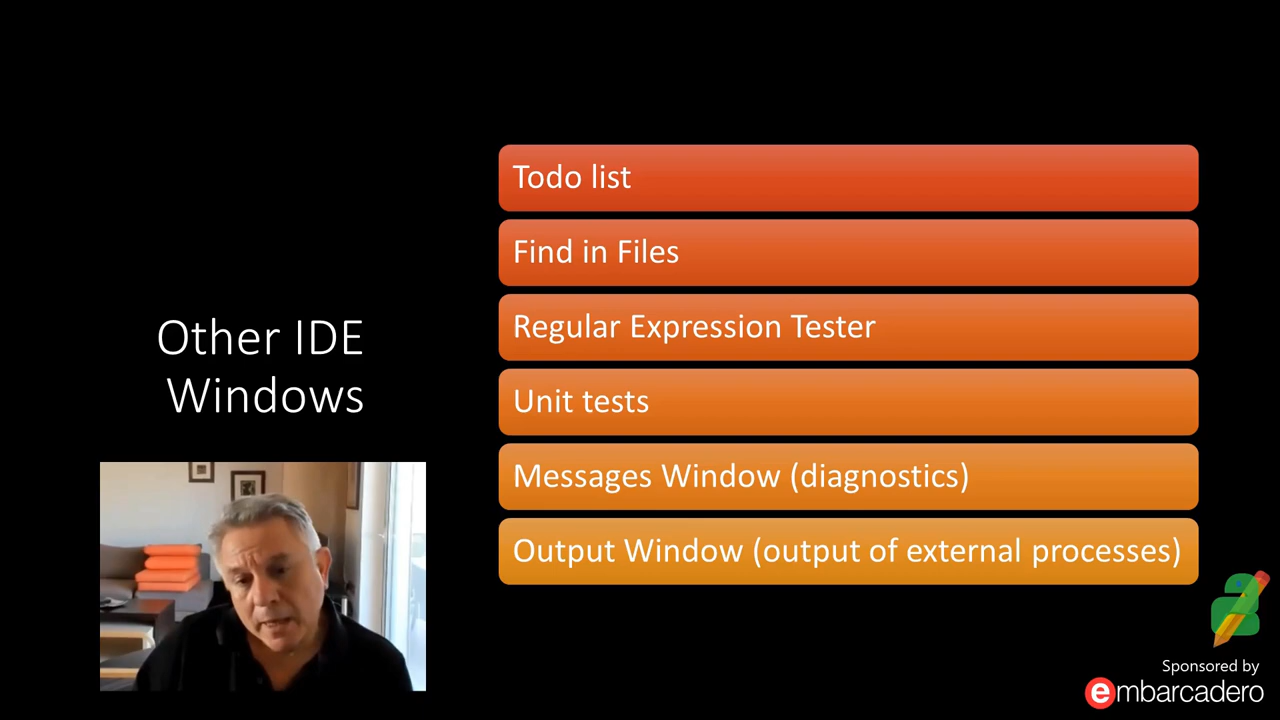 Other IDE
Windows
Todo list
Find in Files
Regular Expression Tester
Unit tests
Messages Window (diagnostics)
Output Window (output of external processes)
Sponsored by
embarcadero